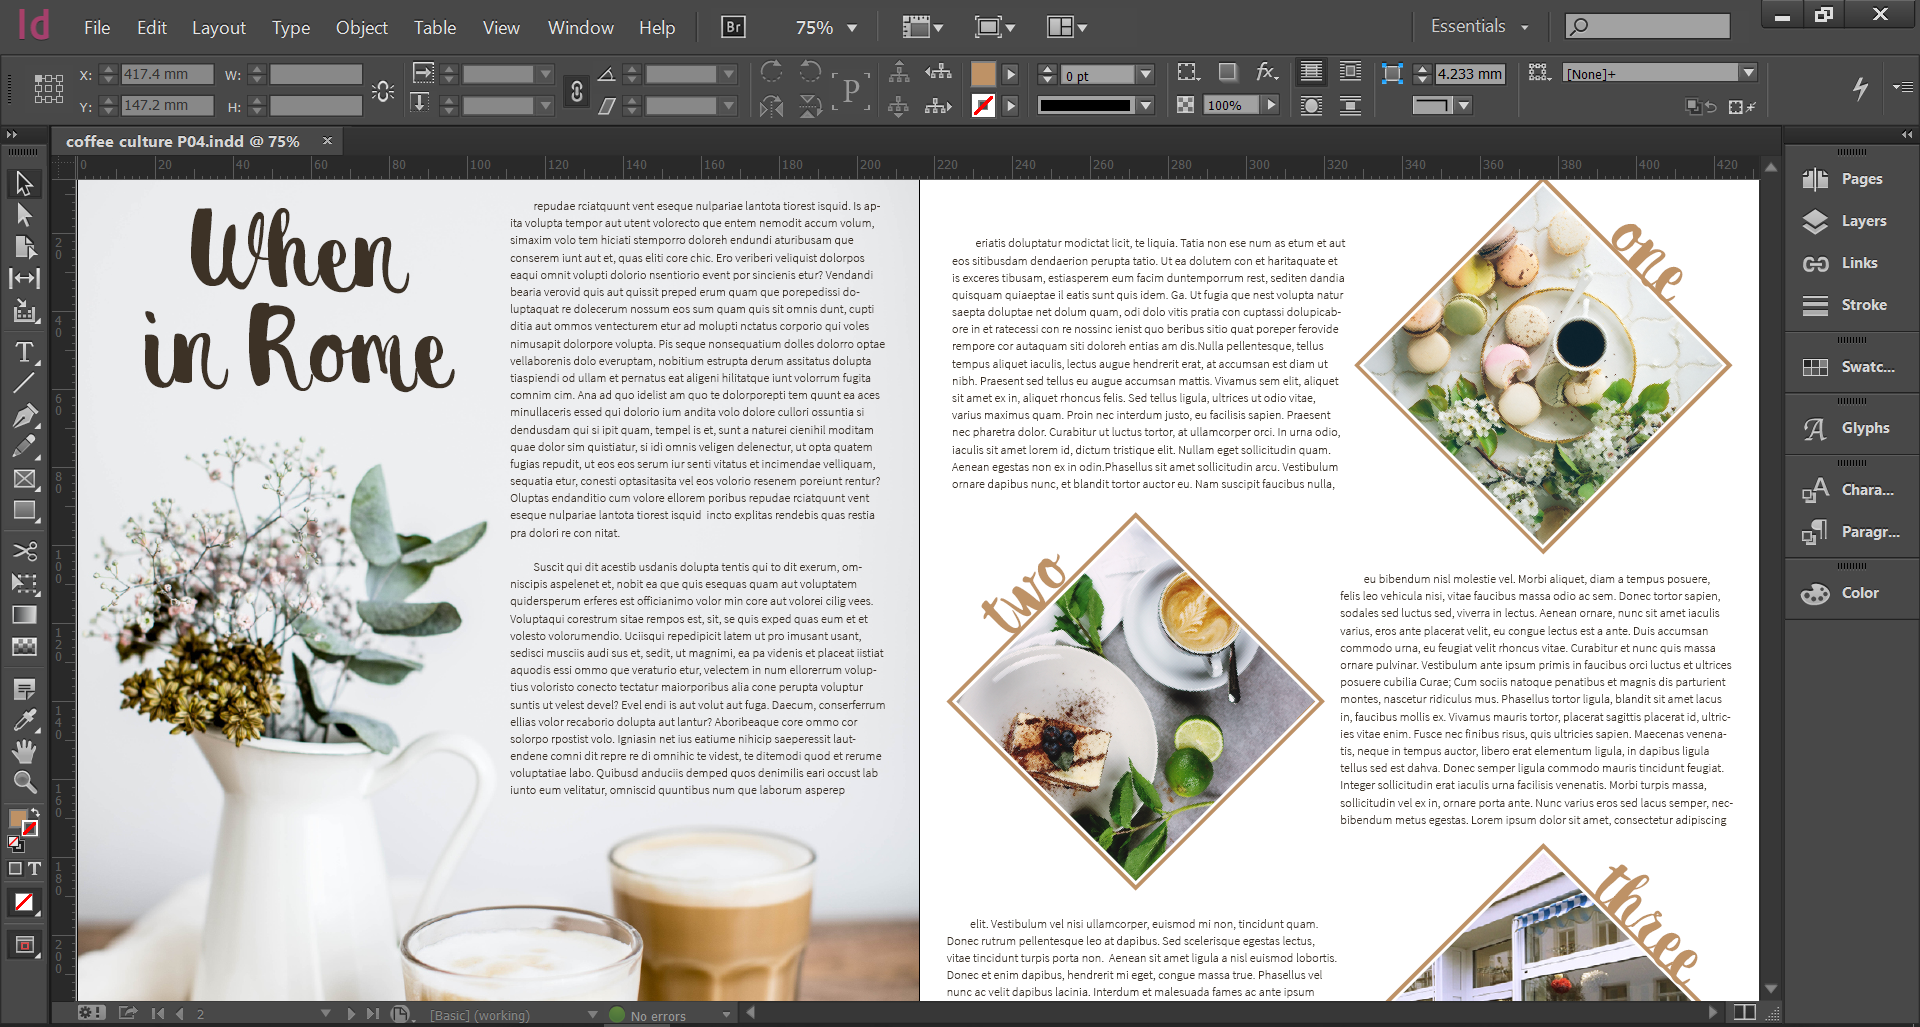 Id File Edit Layout Type Object Table View Window Help Br 75% Essentials
X: 417.4 mm W: 0 pt 4.233 mm [None]+
Y: 147.2 mm H: P 100%
coffee culture P04.indd @ 75%
0 20 40 60 80 100 120 140 160 180 200 220 240 260 280 300 320 340 360 380 400 420
When
in Rome
repudae rciatquunt vent eseque nulpariae lantota tiorest isquid. Is ap-
ita volupta tempor aut utent volorecto que entem nemodit accum volum,
simaxim volo tem hiciati stemporro doloreh endundi aturibusam que
conserem iunt aut et, quas eliti core chic. Ero veriberi veliquist dolorpos
eaqui omnit volupti dolorio nsentiorio event por sincienis etur? Vendandi
bearia verovid quis aut quissit preped erum quam que porepedissi do-
luptaquat re dolecerum nossum eos sum quam quis sit omnis dunt, cupti
ditia aut ommos ventecturem etur ad molupti nctatus corporio qui voles
nimusapit dolorpore volupta. Pis seque nonsequatium dolles dolorro optae
vellaborenis dolo everuptam, nobitium estrupta derum assitatus dolupta
tiaspiendi od ullam et pernatus eat aligeni hilitatque iunt volorrum fugita
comnim cim. Ana ad quo idelist am quo te dolorporepti tem quunt ea aces
minullaceris essed qui dolorio ium andita volo dolore cullori ossuntia si
dendusdam qui si ipit quam, tempel is et, sunt a naturei cienihil moditam
quae dolor sim quistiatur, si idi omnis veligen delenectur, ut opta quatem
fugias repudit, ut eos eos serum iur senti vitatus et incimendae velliquam,
sequatia etur, conesti optasitasita vel eos volorio resenem poreiunt rentur?
Oluptas endanditio cum volore ellorem poribus repudae rciatquunt vent
eseque nulpariae lantota tiorest isquid  incto explitas rendebis quas restia
pra dolori re con nitat.
Suscit qui dit acestib usdanis dolupta tentis qui to dit exerum, om-
niscipis aspelenet et, nobit ea que quis esequas quam aut voluptatem
quidersperum erferes est officianimo volor min core aut volorei cilig vees.
Voluptaqui corestrum sitae rempos est, sit, se quis exped quas eum et et
volesto volorumendio. Uciisqui repedipicit latem ut pro imusant usant,
sedisci musciis audi sus et, sedit, ut magnimi, ea pa videnis et placeat iistiat
aquodis essi ommo que veraturio etur, velectem in num ellorerrum volup-
tius voloristo conecto tectatur maiorporibus alia cone perupta voluptur
suntis ut velest devel? Evel endi is aut volut aut fuga. Daecum, conserferrum
ellias volor recaborio dolupta aut lantur? Aboribeaque core ommo cor
solorpo rpostist volo. Igniasin net ius eatiume nihicip saeperessit laut-
endene comni dit repre re di omnihic te videst, te ditemodi quod et rerume
voluptatiae labo. Quibusd anduciis demped quos denimilis eari occust lab
iunto eum velitatur, omniscid quuntibus num que laborum asperep
eriatis doluptatur modictat licit, te liquia. Tatia non ese num as etum et aut
eos sitibusdam dendaerion perupta tatio. Ut ea dolutem con et haritaquate et
is exceres tibusam, estiasperem eum facim duntemporrum rest, sediten dandia
quisquam quiaeptae il eatis sunt quis idem. Ga. Ut fugia que nest volupta natur
saepta doluptae net dolum quam, odi dolo vitis pratia con cuptassi dolupicab-
ore in et ratecessi con re nossinc ienist quo beribus sitio quat poreper ferovide
rempore cor autaquam siti doloreh entias am dis.Nulla pellentesque, tellus
tempus aliquet iaculis, lectus augue hendrerit erat, at accumsan est diam ut
nibh. Praesent sed tellus eu augue accumsan mattis. Vivamus sem elit, aliquet
sit amet ex in, aliquet rhoncus felis. Sed tellus ligula, ultrices ut odio vitae,
varius maximus quam. Proin nec interdum justo, eu facilisis sapien. Praesent
nec pharetra dolor. Curabitur ut luctus tortor, at ullamcorper orci. In urna odio,
iaculis sit amet lorem id, dictum tristique elit. Nullam eget sollicitudin quam.
Aenean egestas non ex in odin.Phasellus sit amet sollicitudin arcu. Vestibulum
ornare dapibus nunc, et blandit tortor auctor eu. Nam suscipit faucibus nulla,
one
two
eu bibendum nisl molestie vel. Morbi aliquet, diam a tempus posuere,
felis leo vehicula nisi, vitae faucibus massa odio ac sem. Donec tortor sapien,
sodales sed luctus sed, viverra in lectus. Aenean ornare, nunc sit amet iaculis
varius, eros ante placerat velit, eu congue lectus est a ante. Duis accumsan
commodo urna, eu feugiat velit rhoncus vitae. Curabitur et nunc quis massa
ornare pulvinar. Vestibulum ante ipsum primis in faucibus orci luctus et ultrices
posuere cubilia Curae; Cum sociis natoque penatibus et magnis dis parturient
montes, nascetur ridiculus mus. Phasellus tortor ligula, blandit sit amet lacus
in, faucibus mollis ex. Vivamus mauris tortor, placerat sagittis placerat id, ultric-
ies vitae enim. Fusce nec finibus risus, quis ultricies sapien. Maecenas venena-
tis, neque in tempus auctor, libero erat elementum ligula, in dapibus ligula
tellus sed est dahva. Donec semper ligula commodo mauris tincidunt feugiat.
Integer sollicitudin erat iaculis urna facilisis venenatis. Morbi turpis massa,
sollicitudin vel ex in, ornare porta ante. Nunc varius eros sed lacus semper, nec-
bibendum metus egestas. Lorem ipsum dolor sit amet, consectetur adipiscing
three
elit. Vestibulum vel nisi ullamcorper, euismod mi non, tincidunt quam.
Donec rutrum pellentesque leo at dapibus. Sed scelerisque egestas lectus,
vitae tincidunt turpis porta non.  Aenean sit amet ligula a nisl euismod lobortis.
Donec et enim dapibus, hendrerit mi eget, congue massa true. Phasellus vel
nunc ac velit dapibus lacinia. Interdum et malesuada fames ac ante ipsum
Pages
Layers
Links
Stroke
Swatc...
Glyphs
Chara...
Paragr...
Color
2 [Basic] (working) No errors